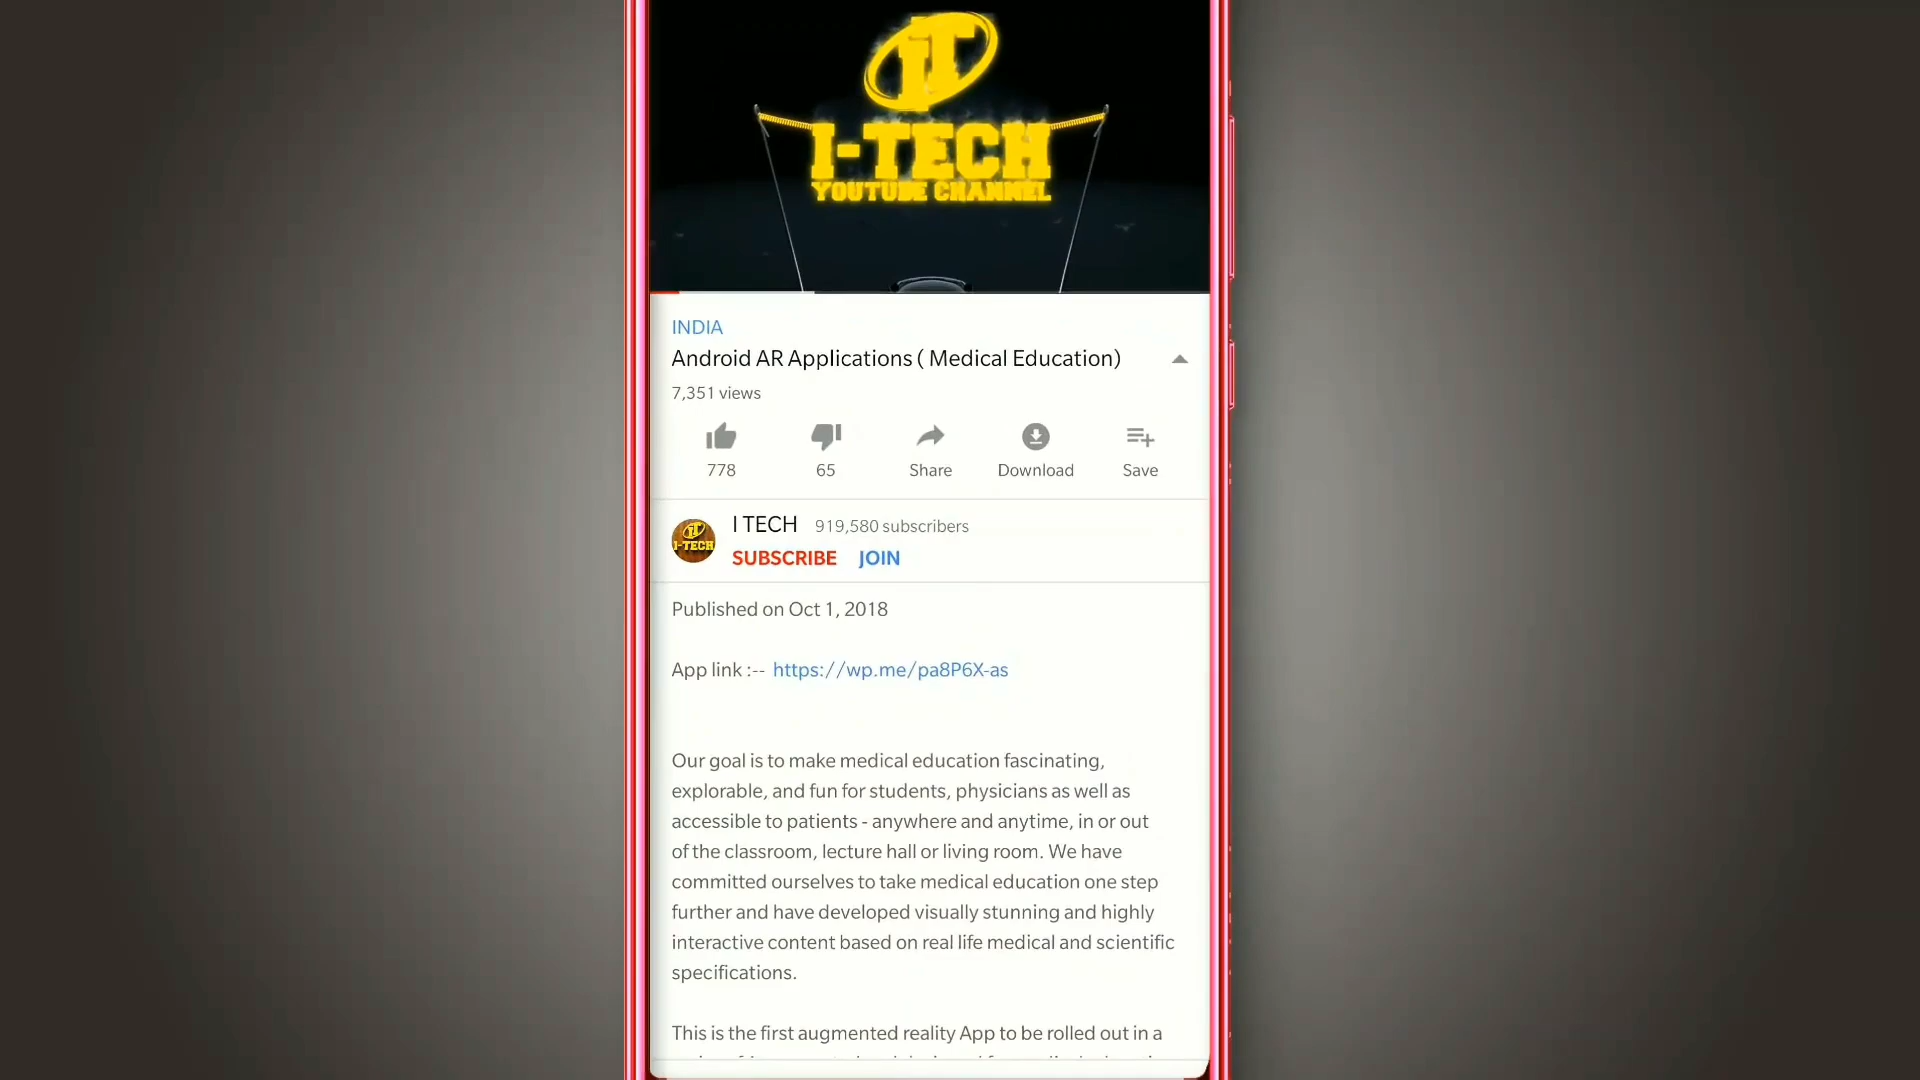 iT
I-TECH
YOUTUBE CHANNEL
INDIA
Android AR Applications ( Medical Education)
7,351 views
778 65 Share Download Save
I TECH 919,580 subscribers
I-TECH
SUBSCRIBE JOIN
Published on Oct 1, 2018
App link :-- https://wp.me/pa8P6X-as
Our goal is to make medical education fascinating,
explorable, and fun for students, physicians as well as
accessible to patients - anywhere and anytime, in or out
of the classroom, lecture hall or living room. We have
committed ourselves to take medical education one step
further and have developed visually stunning and highly
interactive content based on real life medical and scientific
specifications.
This is the first augmented reality App to be rolled out in a